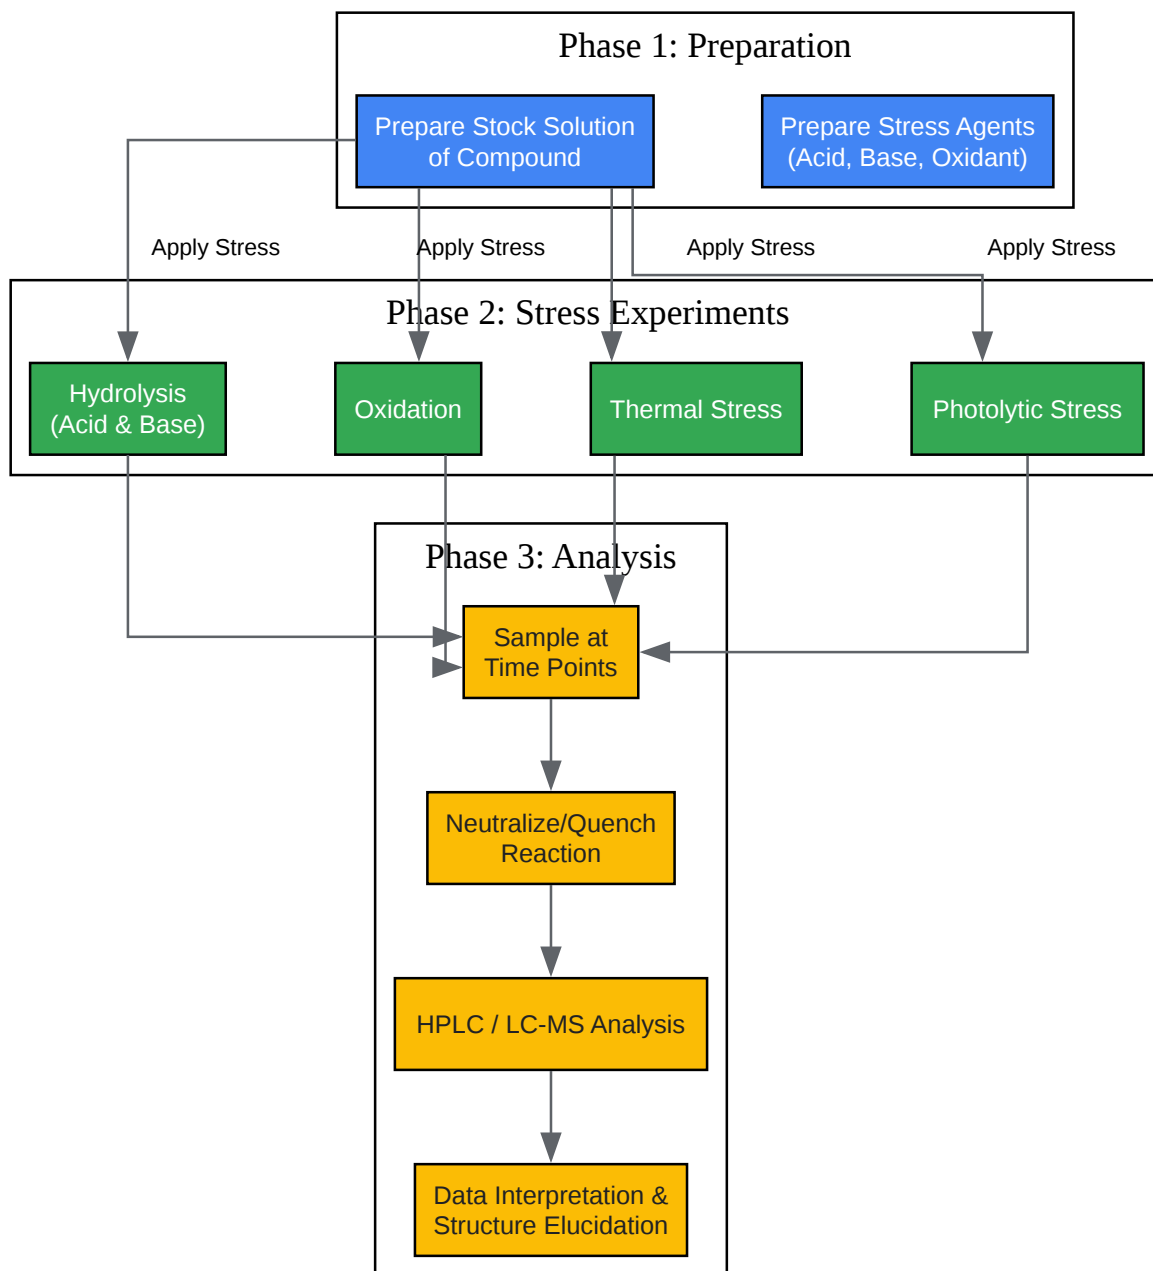 Phase 1: Preparation
Prepare Stock Solution
of Compound
Prepare Stress Agents
(Acid, Base, Oxidant)
Apply Stress
Apply Stress
Apply Stress
Apply Stress
Phase 2: Stress Experiments
Hydrolysis
(Acid & Base)
Oxidation
Thermal Stress
Photolytic Stress
Phase 3: Analysis
Sample at
Time Points
Neutralize/Quench
Reaction
HPLC / LC-MS Analysis
Data Interpretation &
Structure Elucidation